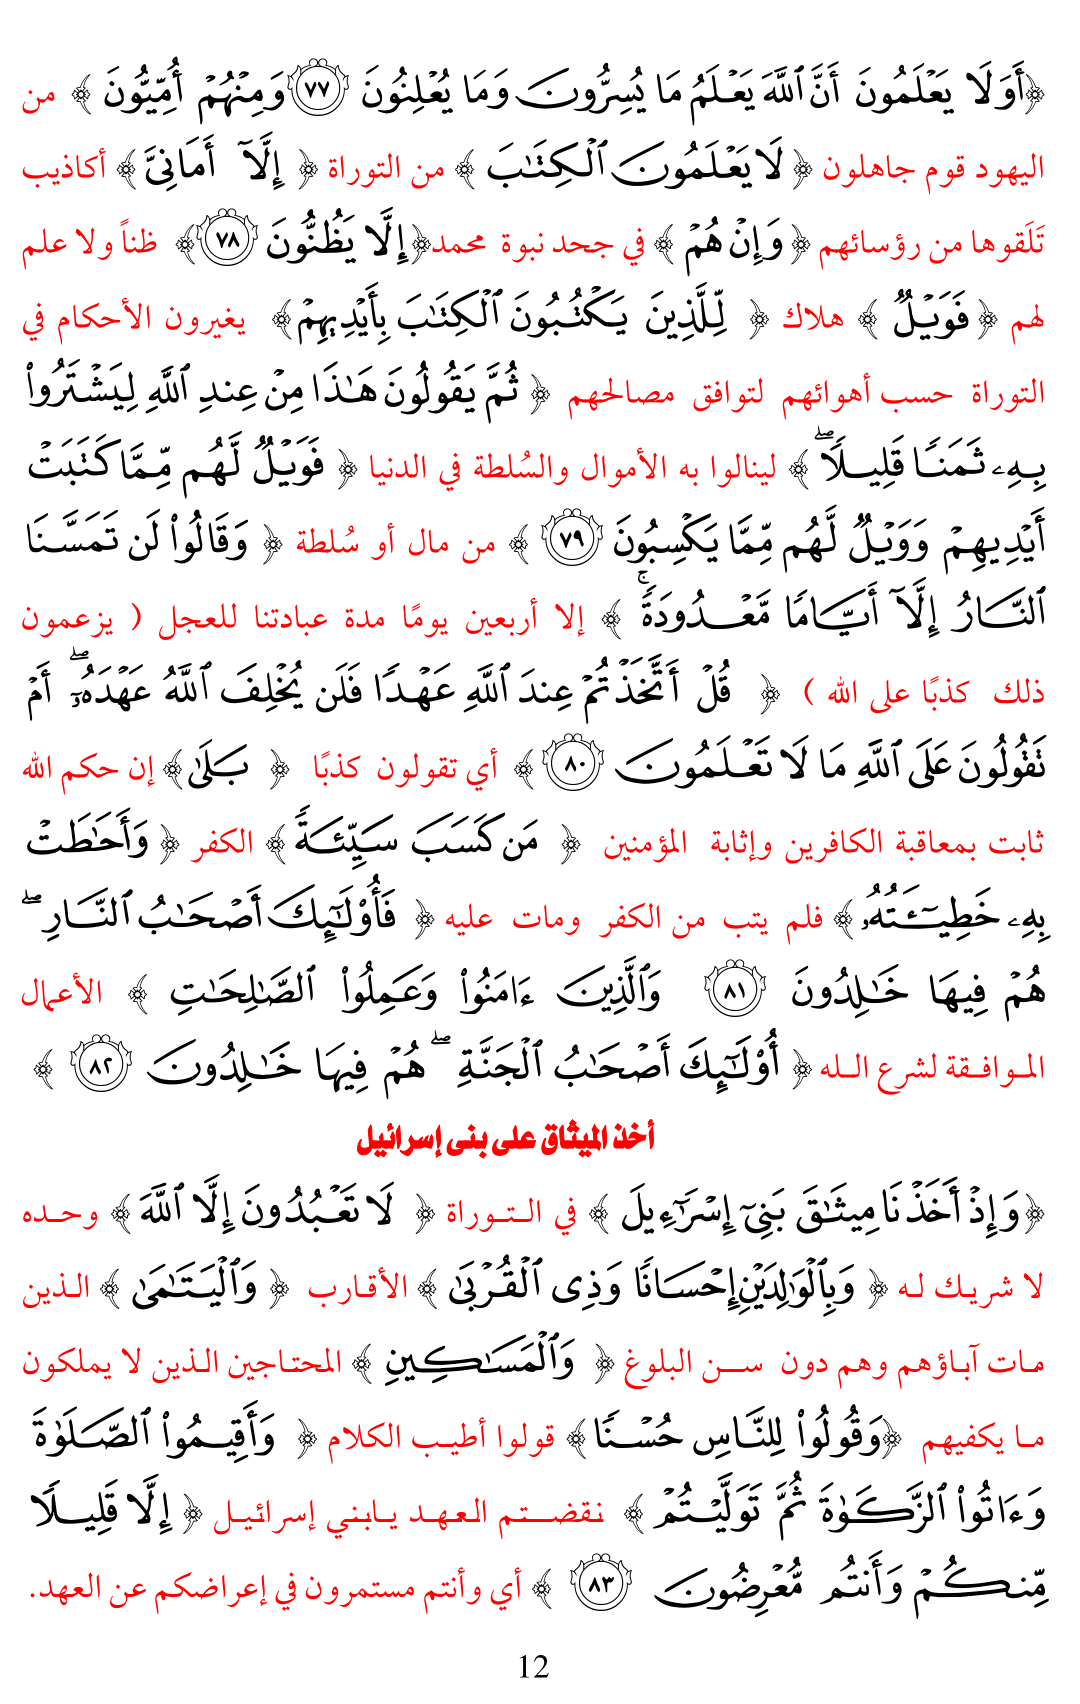 ﴿أَوَلَا يَعْلَمُونَ أَنَّ ٱللَّهَ يَعْلَمُ مَا يُسِرُّونَ وَمَا يُعْلِنُونَ ٧٧ وَمِنْهُمْ أُمِّيُّونَ ﴾ من
اليهود قوم جاهلون ﴿ لَا يَعْلَمُونَ ٱلْكِتَٰبَ ﴾ من التوراة ﴿ إِلَّآ أَمَانِىَّ ﴾ أكاذيب
تَلَقوها من رؤسائهم ﴿ وَإِنْ هُمْ ﴾ في جحد نبوة محمد﴿إِلَّا يَظُنُّونَ ٧٨﴾ ظناً ولا علم
لهم ﴿ فَوَيْلٌ ﴾ هلاك ﴿ لِّلَّذِينَ يَكْتُبُونَ ٱلْكِتَٰبَ بِأَيْدِيهِمْ﴾ يغيرون الأحكام في
التوراة حسب أهوائهم لتوافق مصالحهم ﴿ ثُمَّ يَقُولُونَ هَٰذَا مِنْ عِندِ ٱللَّهِ لِيَشْتَرُوا۟
بِهِۦ ثَمَنًا قَلِيلًا ۖ ﴾ لينالوا به الأموال والسُلطة في الدنيا ﴿ فَوَيْلٌ لَّهُم مِّمَّا كَتَبَتْ
أَيْدِيهِمْ وَوَيْلٌ لَّهُم مِّمَّا يَكْسِبُونَ ٧٩ ﴾ من مال أو سُلطة ﴿ وَقَالُوا۟ لَن تَمَسَّنَا
ٱلنَّارُ إِلَّآ أَيَّامًا مَّعْدُودَةً ۚ ﴾ إلا أربعين يومًا مدة عبادتنا للعجل ( يزعمون
ذلك كذبًا على الله ) ﴿ قُلْ أَتَّخَذْتُمْ عِندَ ٱللَّهِ عَهْدًا فَلَن يُخْلِفَ ٱللَّهُ عَهْدَهُۥٓ ۖ أَمْ
تَقُولُونَ عَلَى ٱللَّهِ مَا لَا تَعْلَمُونَ ٨٠ ﴾ أي تقولون كذبًا ﴿ بَلَىٰ ﴾ إن حكم الله
ثابت بمعاقبة الكافرين وإثابة المؤمنين ﴿ مَن كَسَبَ سَيِّئَةً ﴾ الكفر ﴿ وَأَحَٰطَتْ
بِهِۦ خَطِيٓـَٔتُهُۥ ﴾ فلم يتب من الكفر ومات عليه ﴿ فَأُو۟لَٰٓئِكَ أَصْحَٰبُ ٱلنَّارِ ۖ
هُمْ فِيهَا خَٰلِدُونَ ٨١ وَٱلَّذِينَ ءَامَنُوا۟ وَعَمِلُوا۟ ٱلصَّٰلِحَٰتِ ﴾ الأعمال
الموافقة لشرع الله ﴿ أُو۟لَٰٓئِكَ أَصْحَٰبُ ٱلْجَنَّةِ ۖ هُمْ فِيهَا خَٰلِدُونَ ٨٢ ﴾
أخذ الميثاق على بنى إسرائيل
﴿وَإِذْ أَخَذْنَا مِيثَٰقَ بَنِىٓ إِسْرَٰٓءِيلَ ﴾ في التوراة ﴿ لَا تَعْبُدُونَ إِلَّا ٱللَّهَ ﴾ وحده
لا شريك له ﴿ وَبِٱلْوَٰلِدَيْنِ إِحْسَانًا وَذِى ٱلْقُرْبَىٰ ﴾ الأقارب ﴿ وَٱلْيَتَٰمَىٰ ﴾ الذين
مات آباؤهم وهم دون سن البلوغ ﴿ وَٱلْمَسَٰكِينِ ﴾ المحتاجين الذين لا يملكون
ما يكفيهم ﴿وَقُولُوا۟ لِلنَّاسِ حُسْنًا﴾ قولوا أطيب الكلام ﴿ وَأَقِيمُوا۟ ٱلصَّلَوٰةَ
وَءَاتُوا۟ ٱلزَّكَوٰةَ ثُمَّ تَوَلَّيْتُمْ ﴾ نقضتم العهد يابني إسرائيل ﴿ إِلَّا قَلِيلًا
مِّنكُمْ وَأَنتُم مُّعْرِضُونَ ٨٣ ﴾ أي وأنتم مستمرون في إعراضكم عن العهد.
12